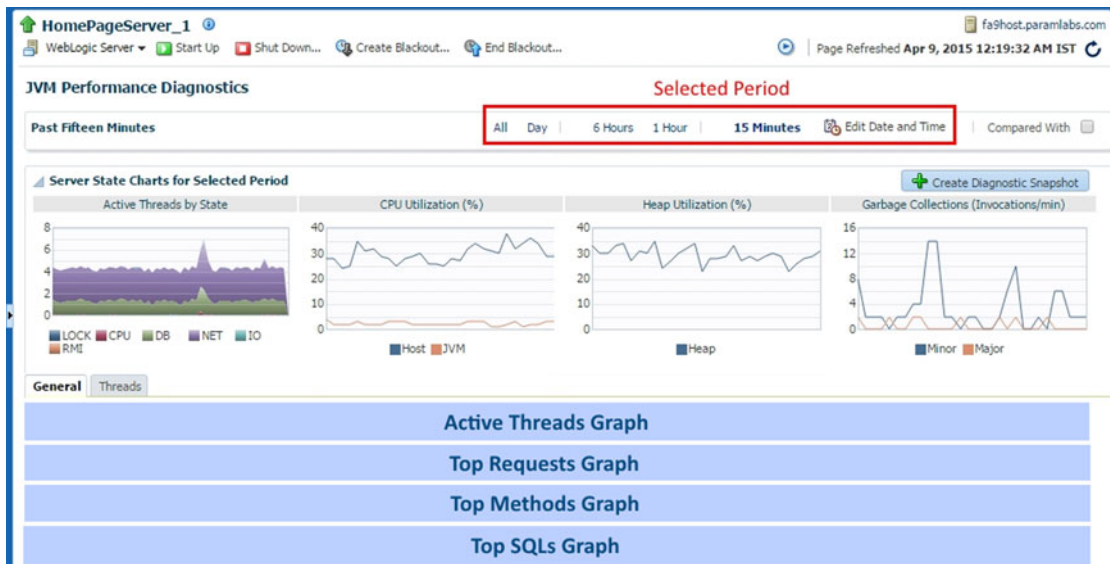 HomePageServer_1
fa9host.paramlabs.com
WebLogic Server Start Up Shut Down... Create Blackout... End Blackout...
Page Refreshed Apr 9, 2015 12:19:32 AM IST
JVM Performance Diagnostics
Selected Period
Past Fifteen Minutes
All Day 6 Hours 1 Hour 15 Minutes Edit Date and Time Compared With
Server State Charts for Selected Period
Create Diagnostic Snapshot
Active Threads by State
8
6
4
2
0
LOCK CPU DB NET IO
RMI
CPU Utilization (%)
40
30
20
10
0
Host JVM
Heap Utilization (%)
40
30
20
10
0
Heap
Garbage Collections (Invocations/min)
16
12
8
4
0
Minor Major
General Threads
Active Threads Graph
Top Requests Graph
Top Methods Graph
Top SQLs Graph